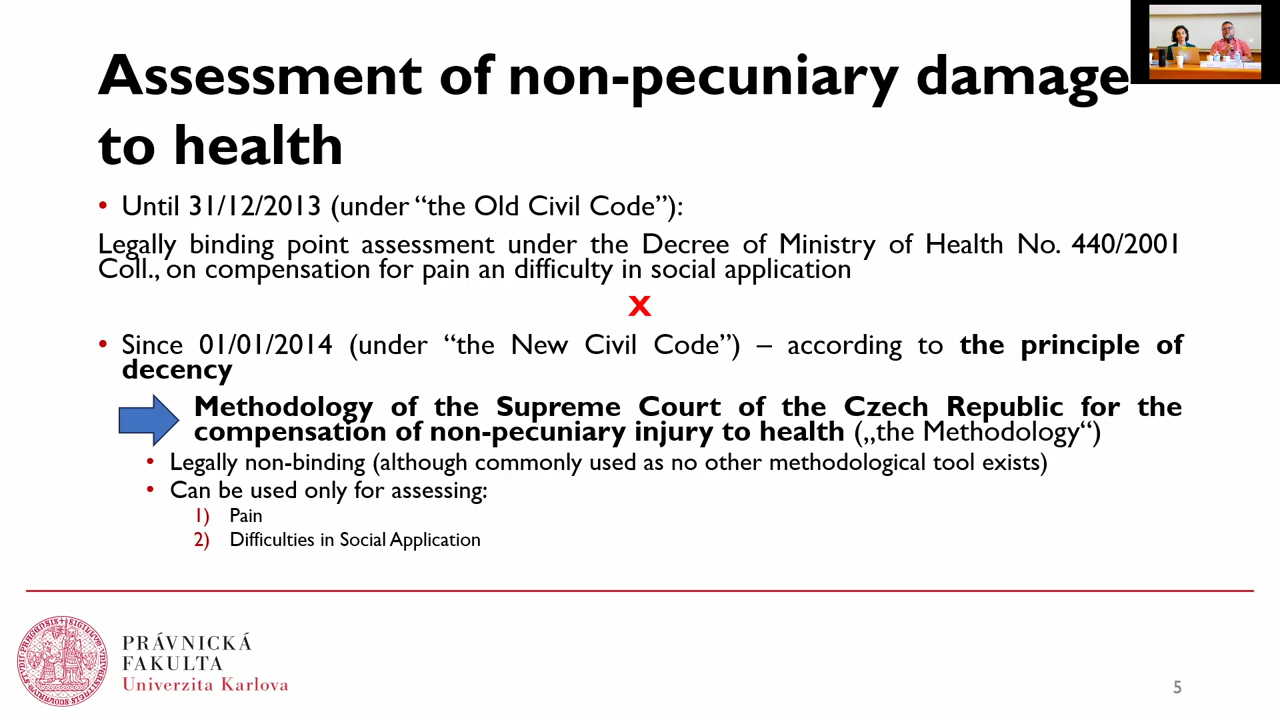 Assessment of non-pecuniary damage
to health
• Until 31/12/2013 (under “the Old Civil Code”):
Legally binding point assessment under the Decree of Ministry of Health No. 440/2001
Coll., on compensation for pain an difficulty in social application
X
• Since 01/01/2014 (under “the New Civil Code”) – according to the principle of
decency
Methodology of the Supreme Court of the Czech Republic for the
compensation of non-pecuniary injury to health („the Methodology“)
• Legally non-binding (although commonly used as no other methodological tool exists)
• Can be used only for assessing:
1) Pain
2) Difficulties in Social Application
PRÁVNICKÁ
FAKULTA
Univerzita Karlova
5